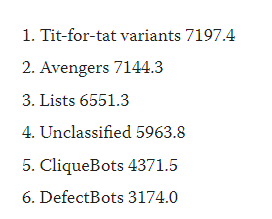 1. Tit-for-tat variants 7197.4
2. Avengers 7144.3
3. Lists 6551.3
4. Unclassified 5963.8
5. CliqueBots 4371.5
6. DefectBots 3174.0